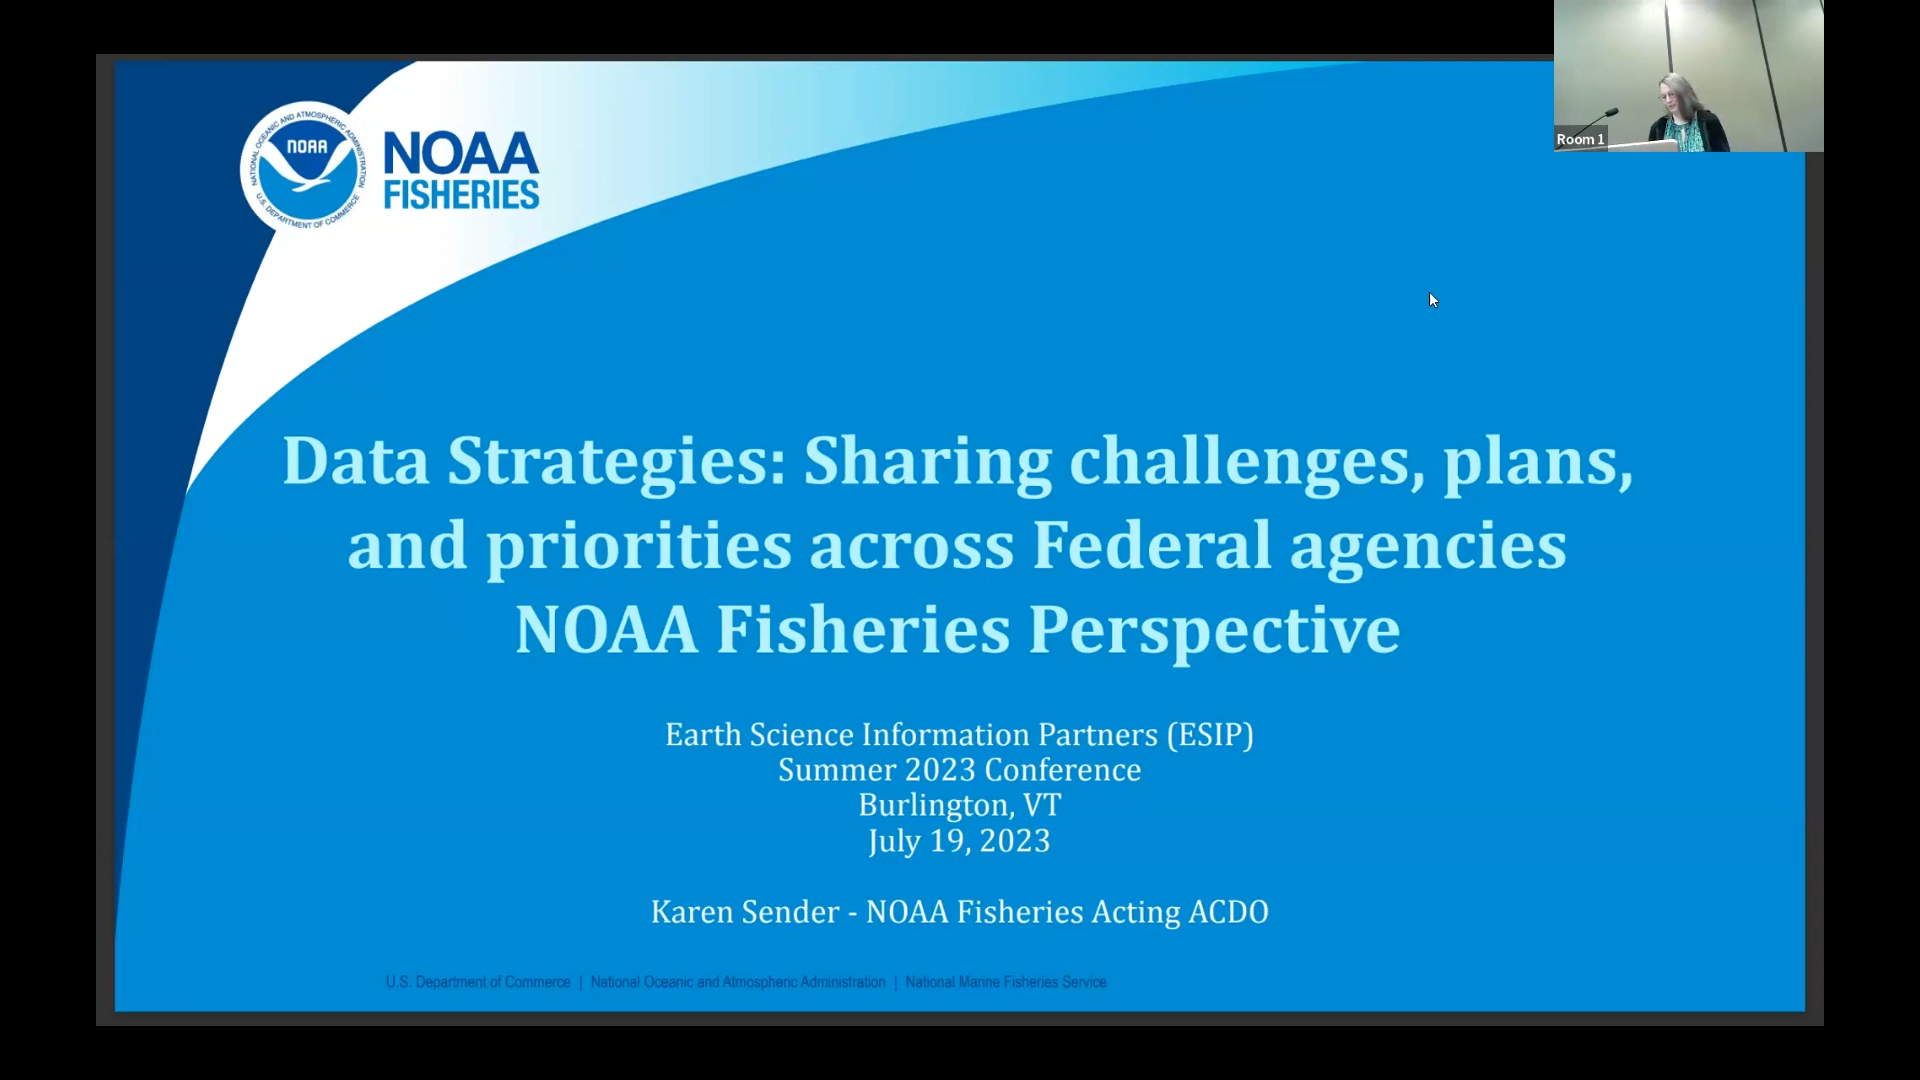 NATIONAL OCEANIC AND ATMOSPHERIC ADMINISTRATION
NOAA
U.S. DEPARTMENT OF COMMERCE
NOAA
FISHERIES
Room 1
Data Strategies: Sharing challenges, plans,
and priorities across Federal agencies
NOAA Fisheries Perspective
Earth Science Information Partners (ESIP)
Summer 2023 Conference
Burlington, VT
July 19, 2023
Karen Sender - NOAA Fisheries Acting ACDO
U.S. Department of Commerce | National Oceanic and Atmospheric Administration | National Marine Fisheries Service